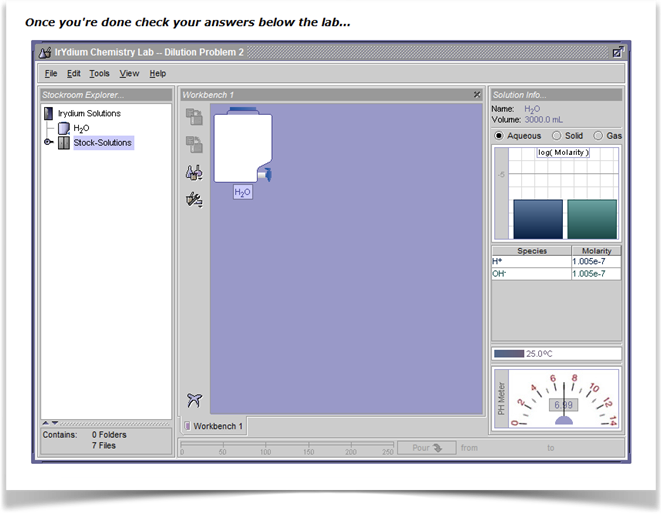 Once you're done check your answers below the lab...
IrYdium Chemistry Lab -- Dilution Problem 2
File Edit Tools View Help
Stockroom Explorer...
Irydium Solutions
H2O
Stock-Solutions
Contains: 0 Folders
7 Files
Workbench 1
H2O
Workbench 1
0 50 100 150 200 250 Pour from to
Solution Info...
Name: H2O
Volume: 3000.0 mL
Aqueous Solid Gas
log( Molarity )
-5
Species Molarity
H+ 1.005e-7
OH- 1.005e-7
25.0ºC
PH Meter
0 2 4 6 8 10 12 14
6.99